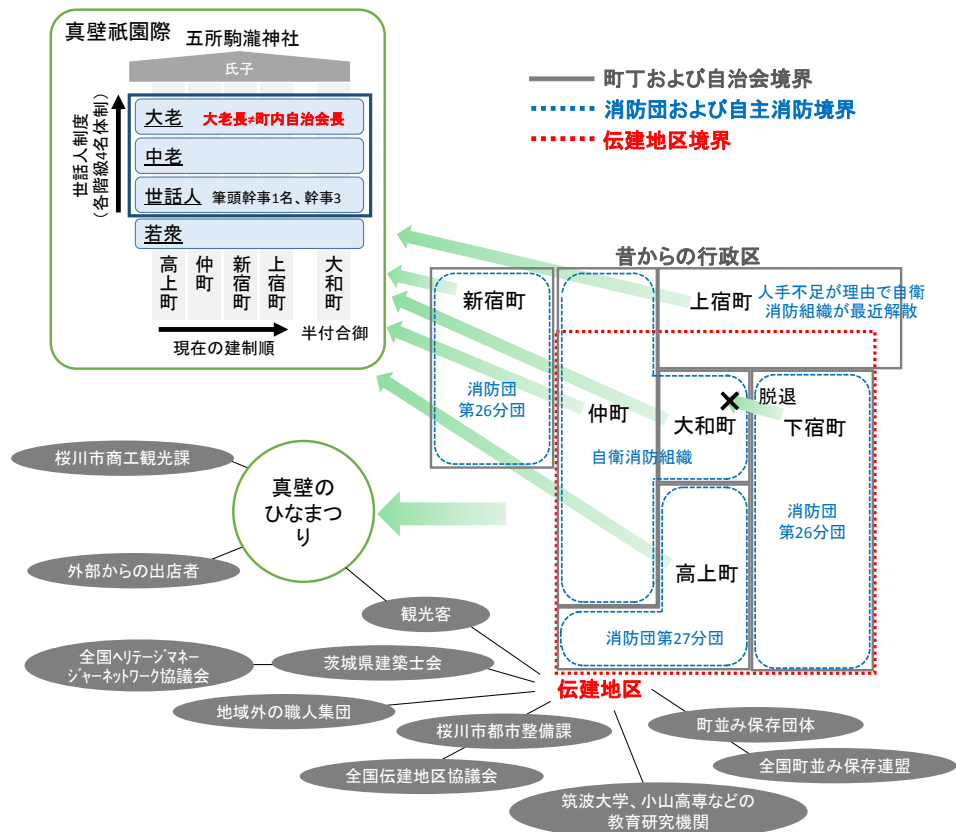 真壁祇園際
五所駒瀧神社
氏子
世話人制度
(各階級4名体制)
大老 大老長≠町内自治会長
中老
世話人 筆頭幹事1名、幹事3
若衆
高上町
仲町
新宿町
上宿町
大和町
現在の建制順
半付合御
町丁および自治会境界
消防団および自主消防境界
伝建地区境界
昔からの行政区
新宿町
上宿町
人手不足が理由で自衛
消防組織が最近解散
消防団
第26分団
仲町
大和町
脱退
下宿町
自衛消防組織
消防団
第26分団
高上町
消防団第27分団
伝建地区
桜川市商工観光課
真壁の
ひなまつ
り
外部からの出店者
観光客
全国ヘリテージマネー
ジャーネットワーク協議会
茨城県建築士会
地域外の職人集団
桜川市都市整備課
全国伝建地区協議会
町並み保存団体
全国町並み保存連盟
筑波大学、小山高専などの
教育研究機関